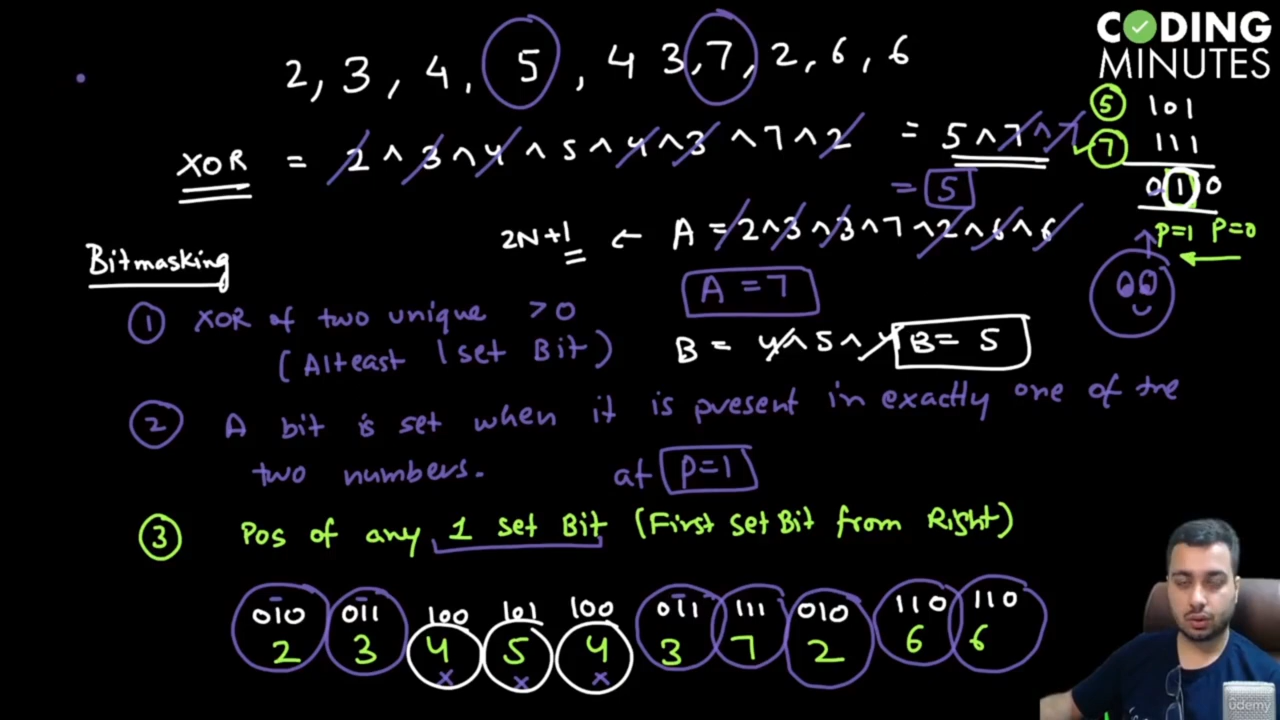 CODING
MINUTES
2, 3, 4, 5, 4 3, 7, 2, 6, 6
XOR = 2 ^ 3 ^ 4 ^ 5 ^ 4 ^ 3 ^ 7 ^ 2 = 5 ^ 7 ^ 7
= 5
5 101
7 111
0 1 0
P=1 P=0
2N+1 ← A = 2 ^ 3 ^ 3 ^ 7 ^ 2 ^ 6 ^ 6
A = 7
B = 4 ^ 5 ^ 4 B = 5
Bitmasking
1 XOR of two unique > 0
(Alteast 1 set Bit)
2 A bit is set when it is present in exactly one of the
two numbers. at P=1
3 Pos of any 1 set Bit (First set Bit from Right)
010 011 100 101 100 011 111 010 110 110
2 3 4 5 4 3 7 2 6 6
x x x
udemy